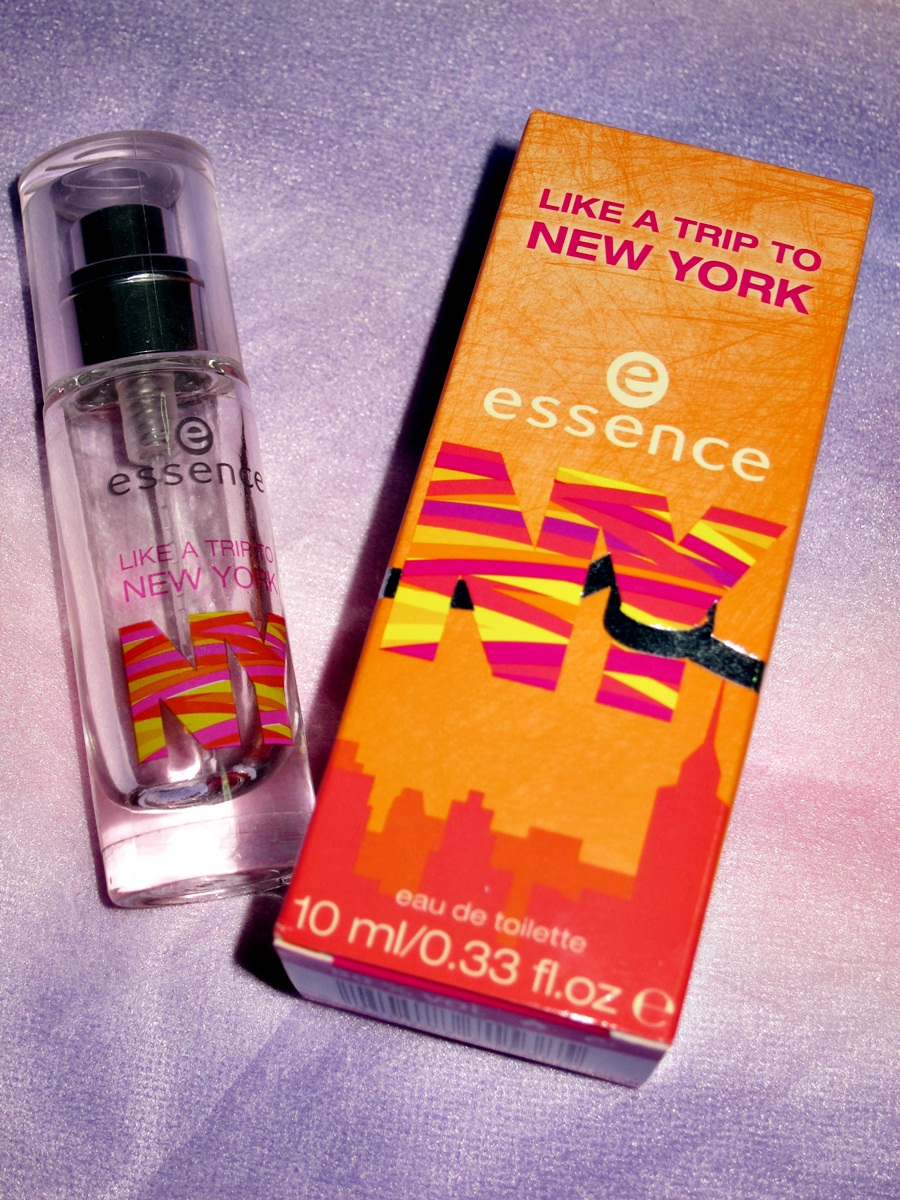 e
essence
LIKE A TRIP TO
NEW YORK
NY
LIKE A TRIP TO
NEW YORK
e
essence
NY
eau de toilette
10 ml/0.33 fl.oz ℮